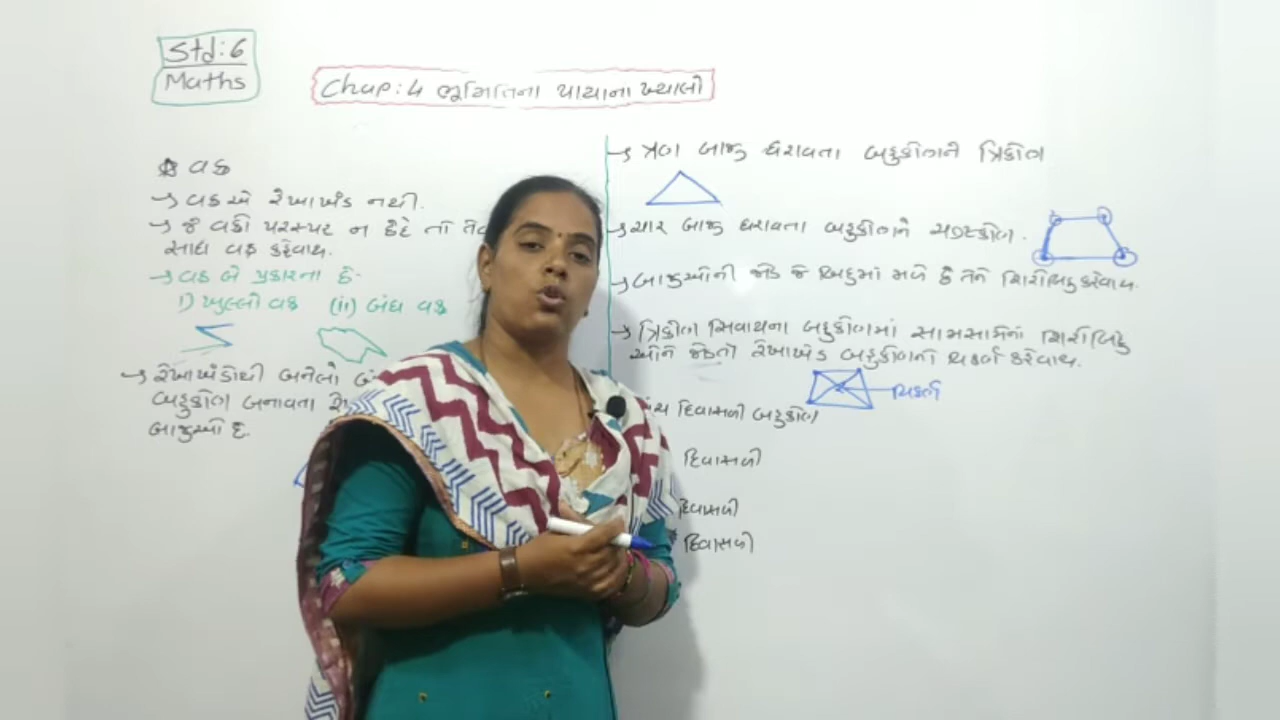 Std:6
Maths
Chap:4 ભૂમિતિના પાયાના ખ્યાલો
વક્ર
→ વક્ર એ રેખાખંડ નથી.
→ જે વક્રો પરસ્પર ન છેદે તો તે
સાદા વક્ર કહેવાય.
→ વક્ર બે પ્રકારના છે.
i) ખુલ્લો વક્ર (ii) બંધ વક્ર
→ રેખાખંડોથી બનેલો
બહુકોણ બનાવતા
બાજુઓ છે.
→ ત્રણ બાજુ ધરાવતા બહુકોણને ત્રિકોણ
→ ચાર બાજુ ધરાવતા બહુકોણને ચતુષ્કોણ.
→ બાજુઓની જોડ જે બિંદુમાં મળે છે તેને શિરોબિંદુ કહેવાય.
→ ત્રિકોણ સિવાયના બહુકોણમાં સામસામેનાં શિરોબિંદુ
ઓને જોડતો રેખાખંડ બહુકોણનો વિકર્ણ કહેવાય.
વિકર્ણ
દિવાસળી બહુકોણ
દિવાસળી
દિવાસળી
દિવાસળી